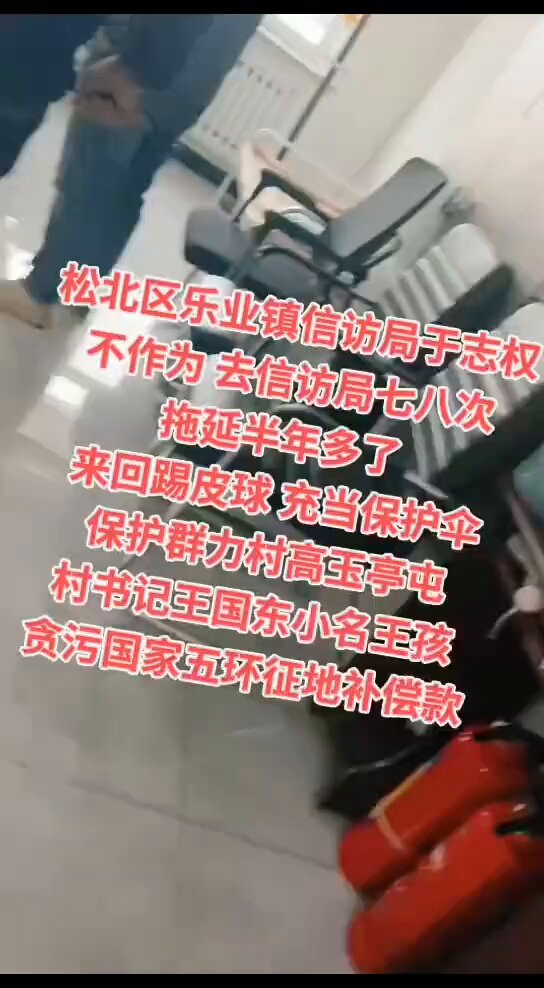 松北区乐业镇信访局于志权
不作为 去信访局七八次
拖延半年多了
来回踢皮球 充当保护伞
保护群力村高玉亭屯
村书记王国东小名王孩
贪污国家五环征地补偿款